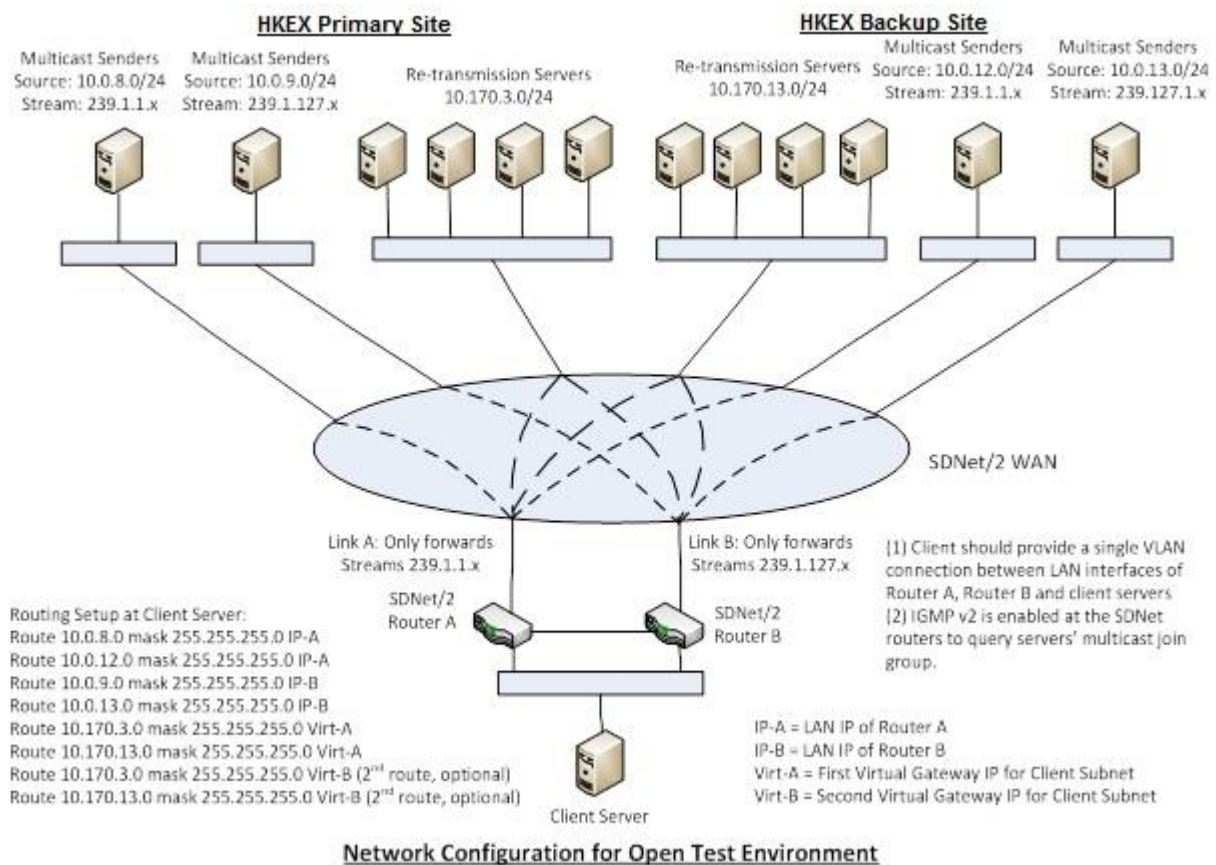 HKEX Primary Site
HKEX Backup Site
Multicast Senders
Source: 10.0.8.0/24
Stream: 239.1.1.x
Multicast Senders
Source: 10.0.9.0/24
Stream: 239.1.127.x
Re-transmission Servers
10.170.3.0/24
Re-transmission Servers
10.170.13.0/24
Multicast Senders
Source: 10.0.12.0/24
Stream: 239.1.1.x
Multicast Senders
Source: 10.0.13.0/24
Stream: 239.127.1.x
SDNet/2 WAN
Link A: Only forwards
Streams 239.1.1.x
Link B: Only forwards
Streams 239.1.127.x
SDNet/2
Router A
SDNet/2
Router B
(1) Client should provide a single VLAN
connection between LAN interfaces of
Router A, Router B and client servers
(2) IGMP v2 is enabled at the SDNet
routers to query servers' multicast join
group.
Routing Setup at Client Server:
Route 10.0.8.0 mask 255.255.255.0 IP-A
Route 10.0.12.0 mask 255.255.255.0 IP-A
Route 10.0.9.0 mask 255.255.255.0 IP-B
Route 10.0.13.0 mask 255.255.255.0 IP-B
Route 10.170.3.0 mask 255.255.255.0 Virt-A
Route 10.170.13.0 mask 255.255.255.0 Virt-A
Route 10.170.3.0 mask 255.255.255.0 Virt-B (2nd route, optional)
Route 10.170.13.0 mask 255.255.255.0 Virt-B (2nd route, optional)
Client Server
IP-A = LAN IP of Router A
IP-B = LAN IP of Router B
Virt-A = First Virtual Gateway IP for Client Subnet
Virt-B = Second Virtual Gateway IP for Client Subnet
Network Configuration for Open Test Environment